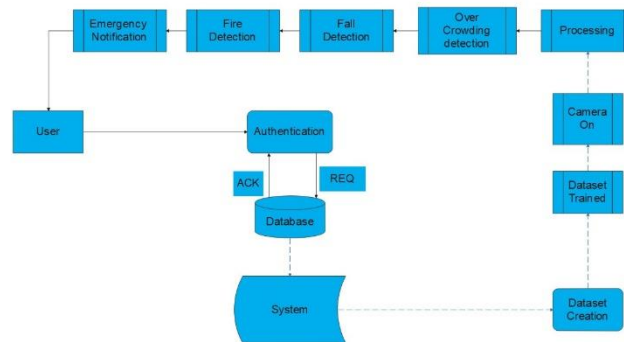 Emergency
Notification
Fire
Detection
Fall
Detection
Over
Crowding
detection
Processing
User
Authentication
Camera
On
ACK
REQ
Dataset
Trained
Database
System
Dataset
Creation